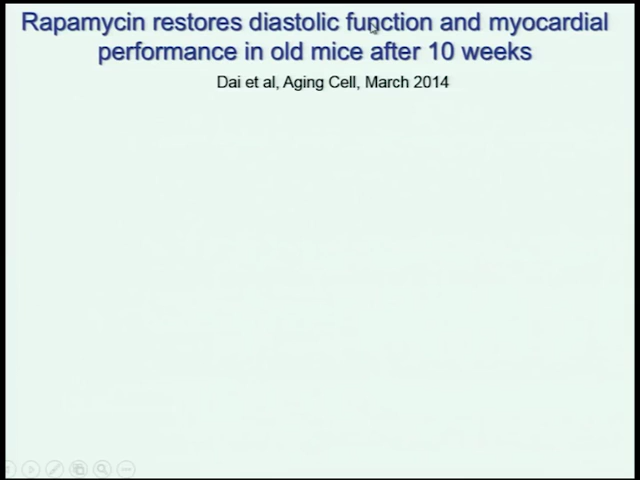 Rapamycin restores diastolic function and myocardial
performance in old mice after 10 weeks
Dai et al, Aging Cell, March 2014